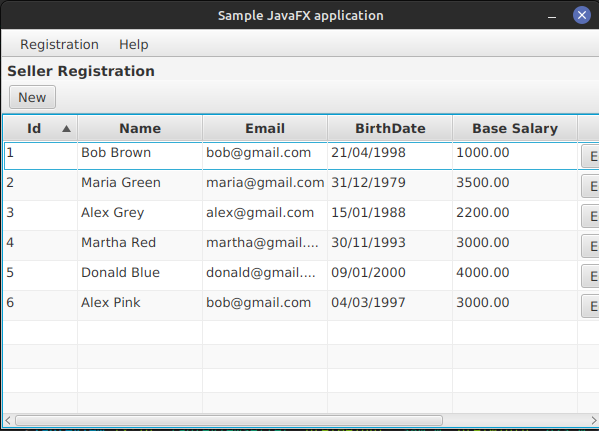 Sample JavaFX application
Registration Help
Seller Registration
New
Id Name Email BirthDate Base Salary
1 Bob Brown bob@gmail.com 21/04/1998 1000.00 E
2 Maria Green maria@gmail.com 31/12/1979 3500.00 E
3 Alex Grey alex@gmail.com 15/01/1988 2200.00 E
4 Martha Red martha@gmail.... 30/11/1993 3000.00 E
5 Donald Blue donald@gmail.... 09/01/2000 4000.00 E
6 Alex Pink bob@gmail.com 04/03/1997 3000.00 E